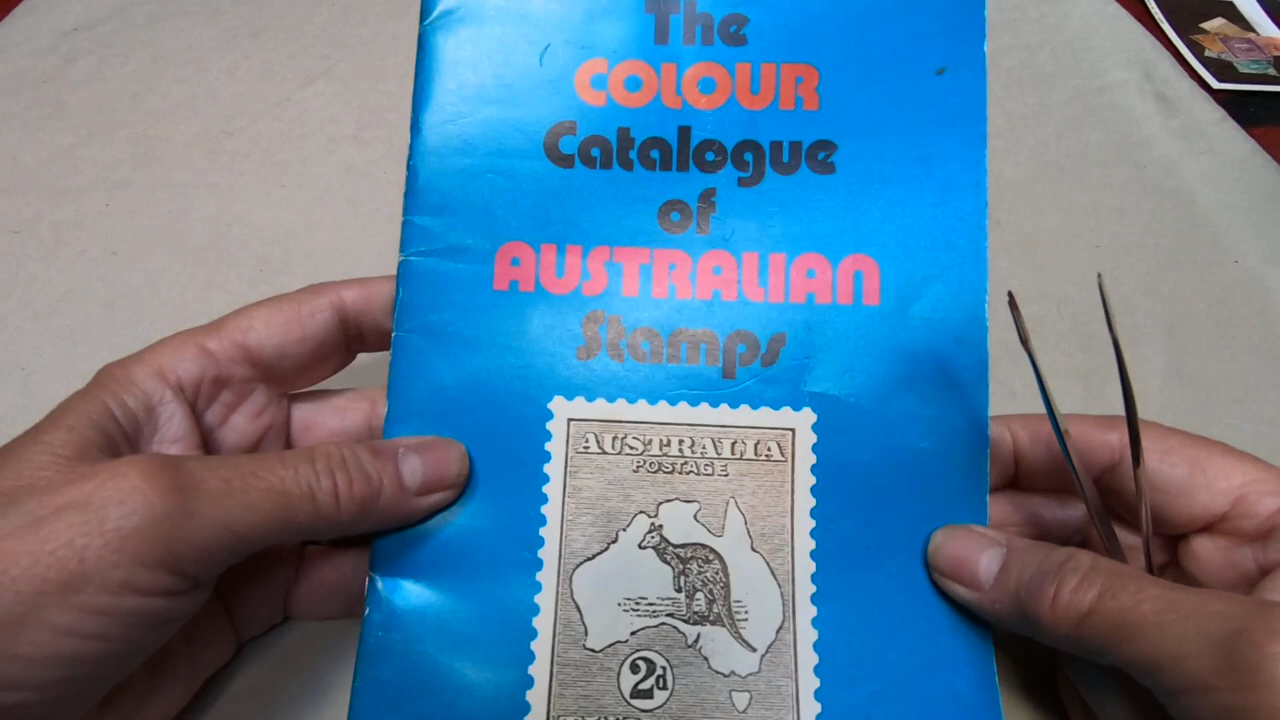 The
COLOUR
Catalogue
of
AUSTRALIAN
Stamps
AUSTRALIA
POSTAGE
2d